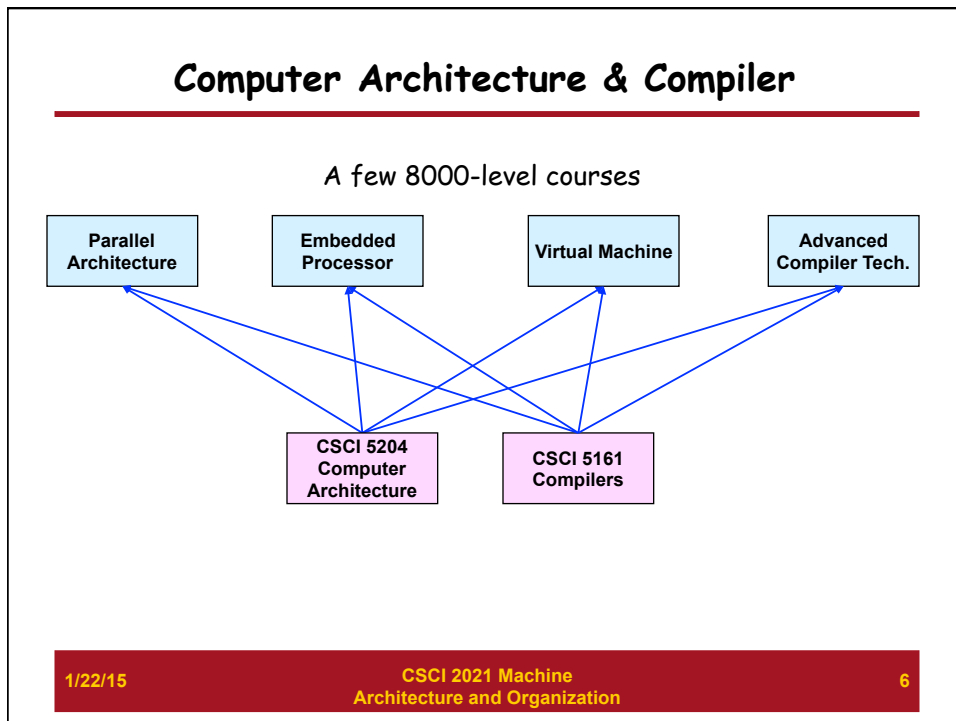 Computer Architecture & Compiler
A few 8000-level courses
Parallel
Architecture
Embedded
Processor
Virtual Machine
Advanced
Compiler Tech.
CSCI 5204
Computer
Architecture
CSCI 5161
Compilers
1/22/15
CSCI 2021 Machine
Architecture and Organization
6